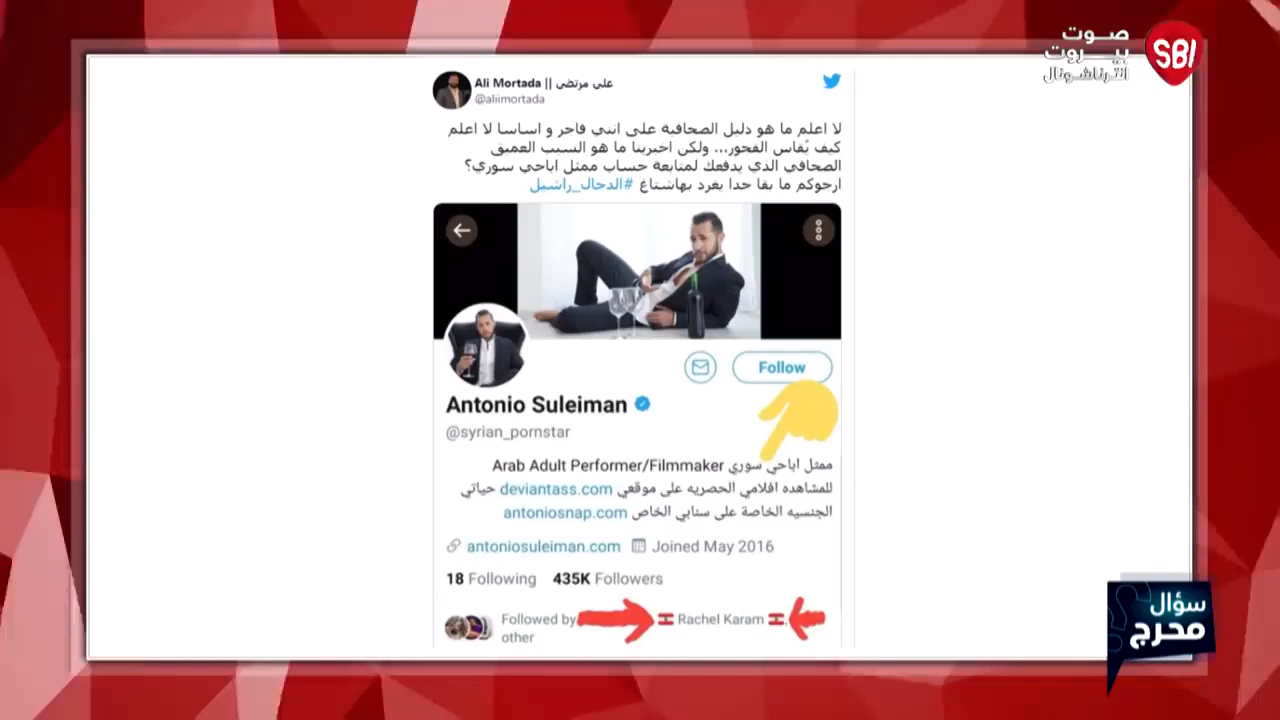 صوت
بيروت
انترناشونال
SBI
Ali Mortada || علي مرتضى
@aliimortada
لا اعلم ما هو دليل الصحافية على انني فاجر و اساسا لا اعلم
كيف يُقاس الفجور... ولكن اخبرينا ما هو السبب العميق
الصحافي الذي يدفعك لمتابعة حساب ممثل اباحي سوري؟
ارجوكم ما بقا حدا يغرد بهاشتاغ #الدجال_راشيل
Follow
Antonio Suleiman
@syrian_pornstar
ممثل اباحي سوري Arab Adult Performer/Filmmaker
للمشاهده افلامي الحصريه على موقعي deviantass.com حياتي
الجنسيه الخاصة على سنابي الخاص antoniosnap.com
antoniosuleiman.com Joined May 2016
18 Following 435K Followers
Followed by Rachel Karam
other
سؤال
محرج